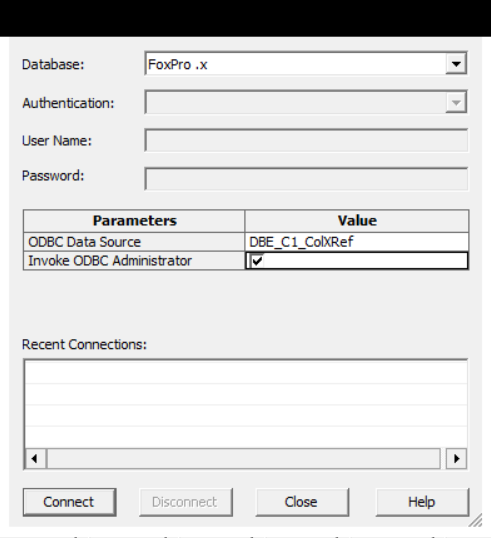 Database: FoxPro .x
Authentication:
User Name:
Password:
Parameters Value
ODBC Data Source DBE_C1_ColXRef
Invoke ODBC Administrator
Recent Connections:
Connect Disconnect Close Help